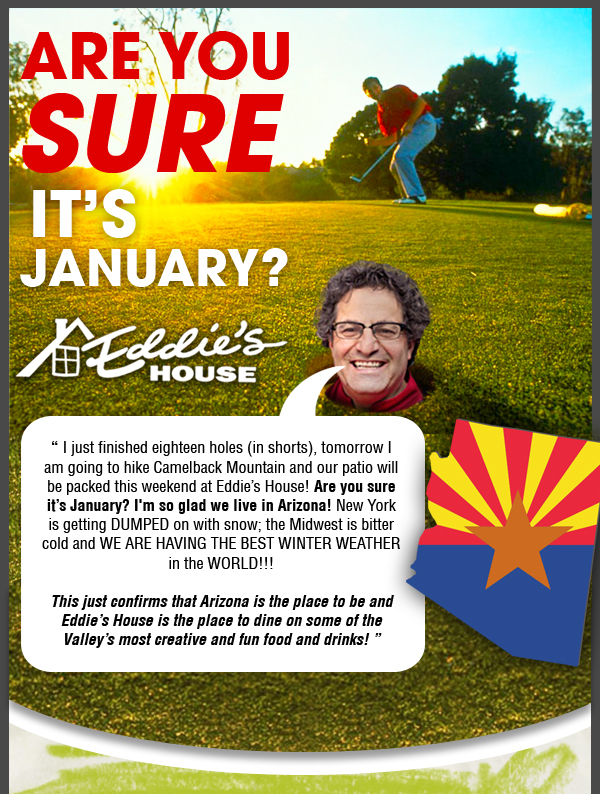 ARE YOU
SURE
IT'S
JANUARY?
Eddie's
HOUSE
“ I just finished eighteen holes (in shorts), tomorrow I
am going to hike Camelback Mountain and our patio will
be packed this weekend at Eddie's House! Are you sure
it's January? I'm so glad we live in Arizona! New York
is getting DUMPED on with snow; the Midwest is bitter
cold and WE ARE HAVING THE BEST WINTER WEATHER
in the WORLD!!!
This just confirms that Arizona is the place to be and
Eddie's House is the place to dine on some of the
Valley's most creative and fun food and drinks! ”